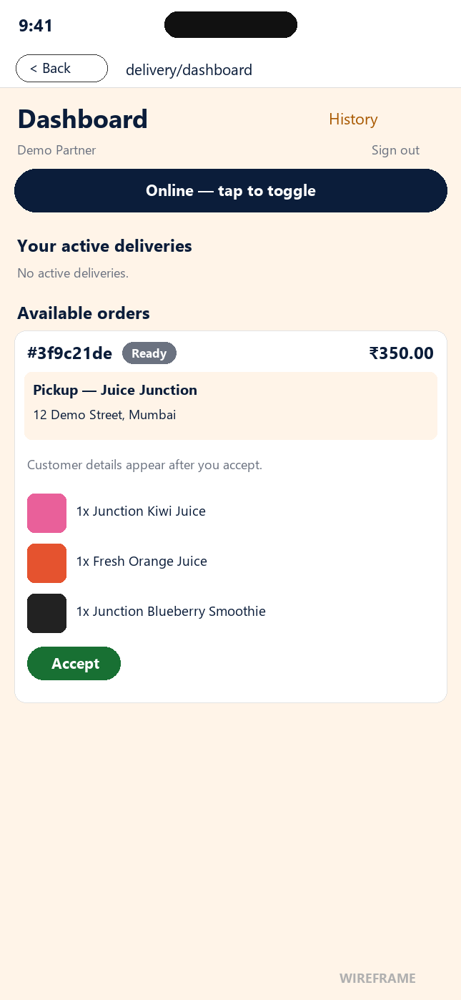 9:41
< Back
delivery/dashboard
Dashboard
History
Demo Partner
Sign out
Online — tap to toggle
Your active deliveries
No active deliveries.
Available orders
#3f9c21de
Ready
₹350.00
Pickup — Juice Junction
12 Demo Street, Mumbai
Customer details appear after you accept.
1x Junction Kiwi Juice
1x Fresh Orange Juice
1x Junction Blueberry Smoothie
Accept
WIREFRAME